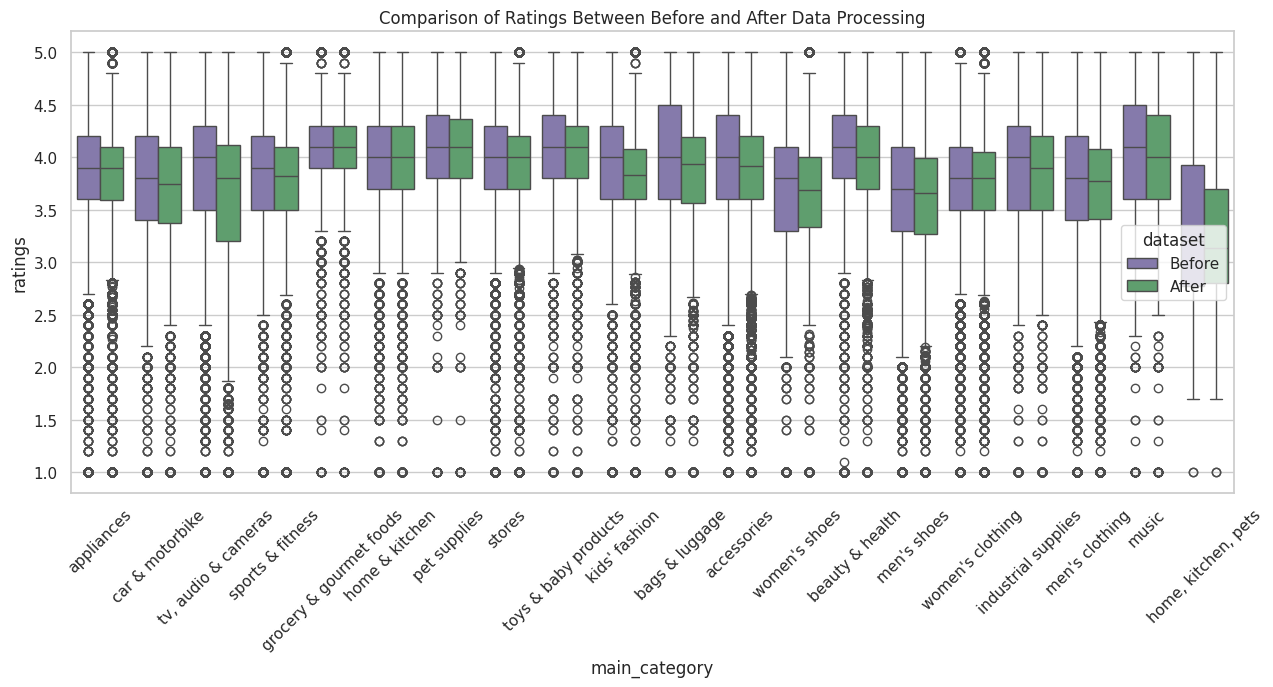 Comparison of Ratings Between Before and After Data Processing
ratings
5.0
4.5
4.0
3.5
3.0
2.5
2.0
1.5
1.0
dataset
Before
After
appliances
car & motorbike
tv, audio & cameras
sports & fitness
grocery & gourmet foods
home & kitchen
pet supplies
stores
toys & baby products
kids' fashion
bags & luggage
accessories
women's shoes
beauty & health
men's shoes
women's clothing
industrial supplies
men's clothing
music
home, kitchen, pets
main_category